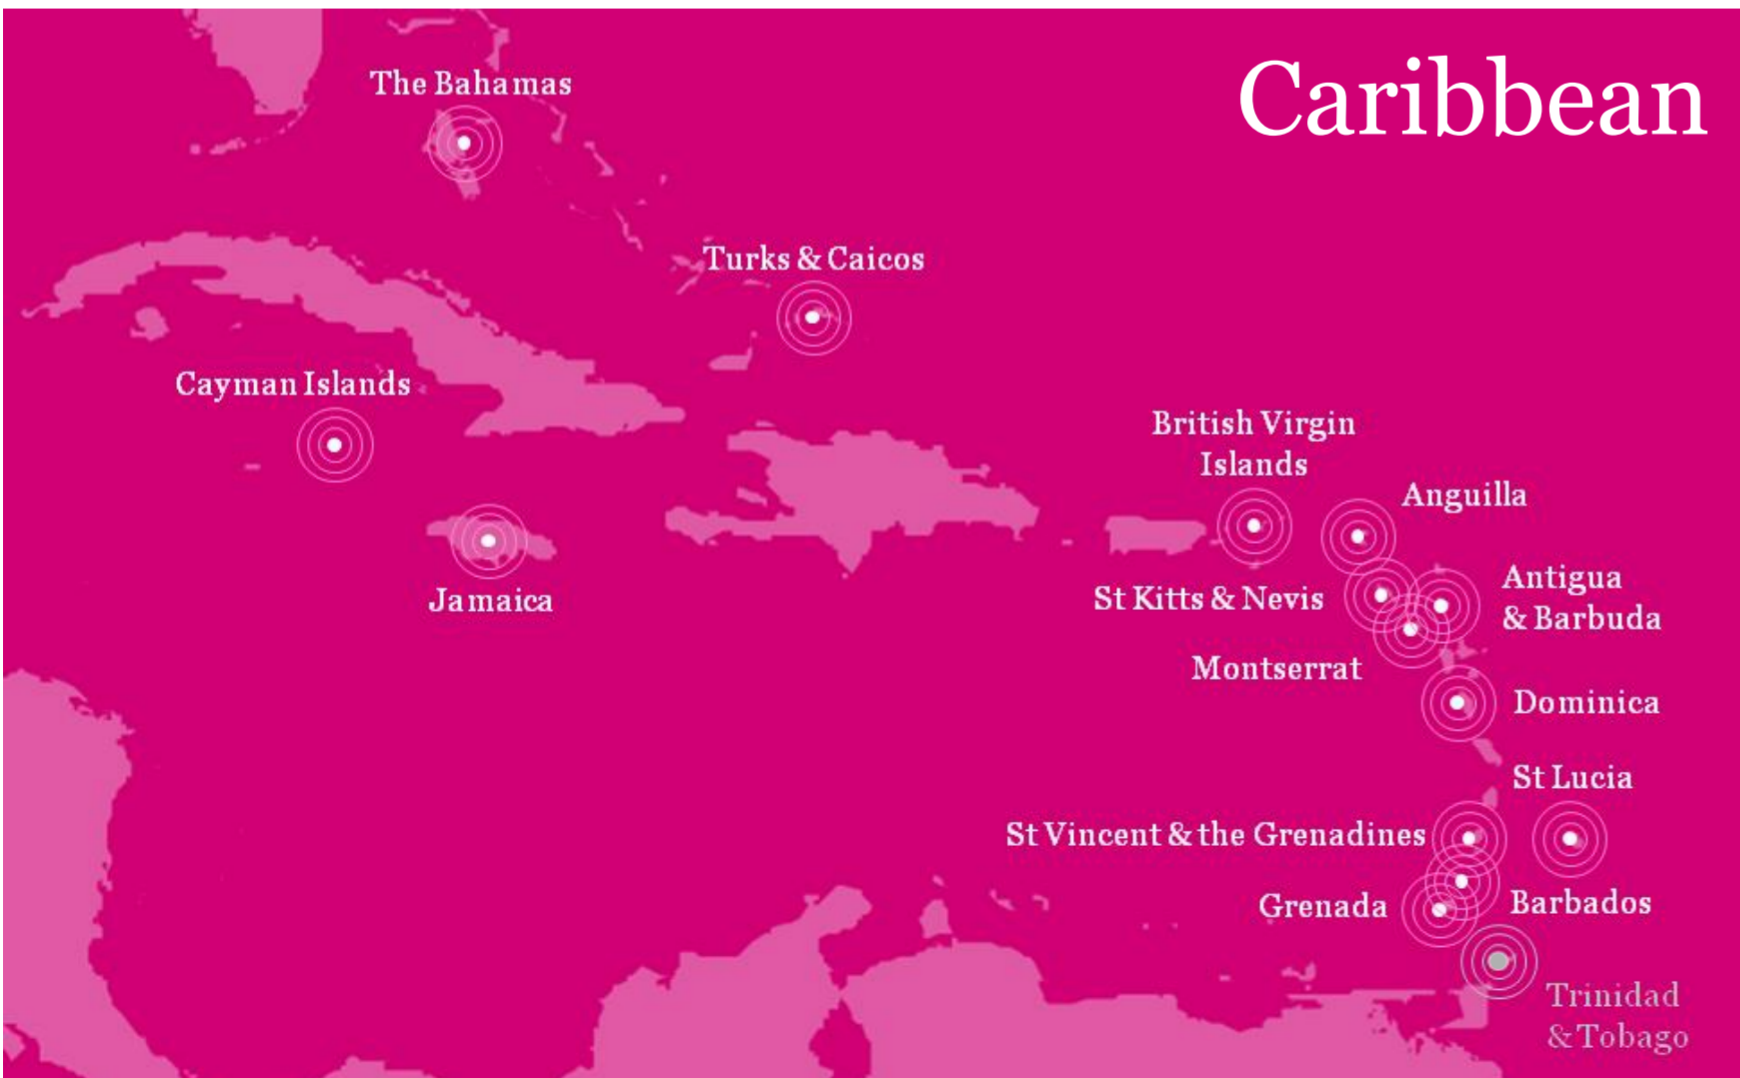 Caribbean
The Bahamas
Turks & Caicos
Cayman Islands
British Virgin
Islands
Anguilla
Jamaica
St Kitts & Nevis
Antigua
& Barbuda
Montserrat
Dominica
St Lucia
St Vincent & the Grenadines
Grenada
Barbados
Trinidad
& Tobago